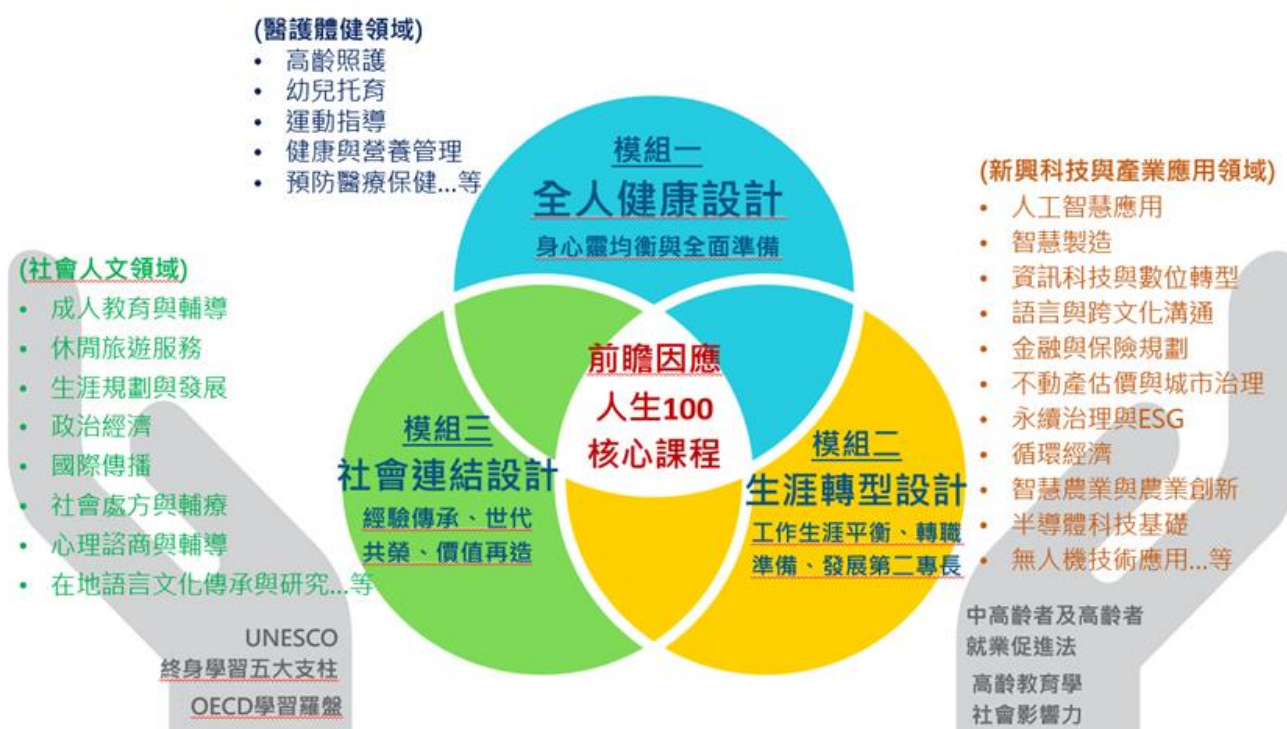 (醫護體健領域)
• 高齡照護
• 幼兒托育
• 運動指導
• 健康與營養管理
• 預防醫療保健...等
模組一
全人健康設計
身心靈均衡與全面準備
(社會人文領域)
• 成人教育與輔導
• 休閒旅遊服務
• 生涯規劃與發展
• 政治經濟
• 國際傳播
• 社會處方與輔療
• 心理諮商與輔導
• 在地語言文化傳承與研究...等
前瞻因應
人生100
核心課程
模組三
社會連結設計
經驗傳承、世代
共榮、價值再造
模組二
生涯轉型設計
工作生涯平衡、轉職
準備、發展第二專長
(新興科技與產業應用領域)
• 人工智慧應用
• 智慧製造
• 資訊科技與數位轉型
• 語言與跨文化溝通
• 金融與保險規劃
• 不動產估價與城市治理
• 永續治理與ESG
• 循環經濟
• 智慧農業與農業創新
• 半導體科技基礎
• 無人機技術應用...等
UNESCO
終身學習五大支柱
OECD學習羅盤
中高齡者及高齡者
就業促進法
高齡教育學
社會影響力